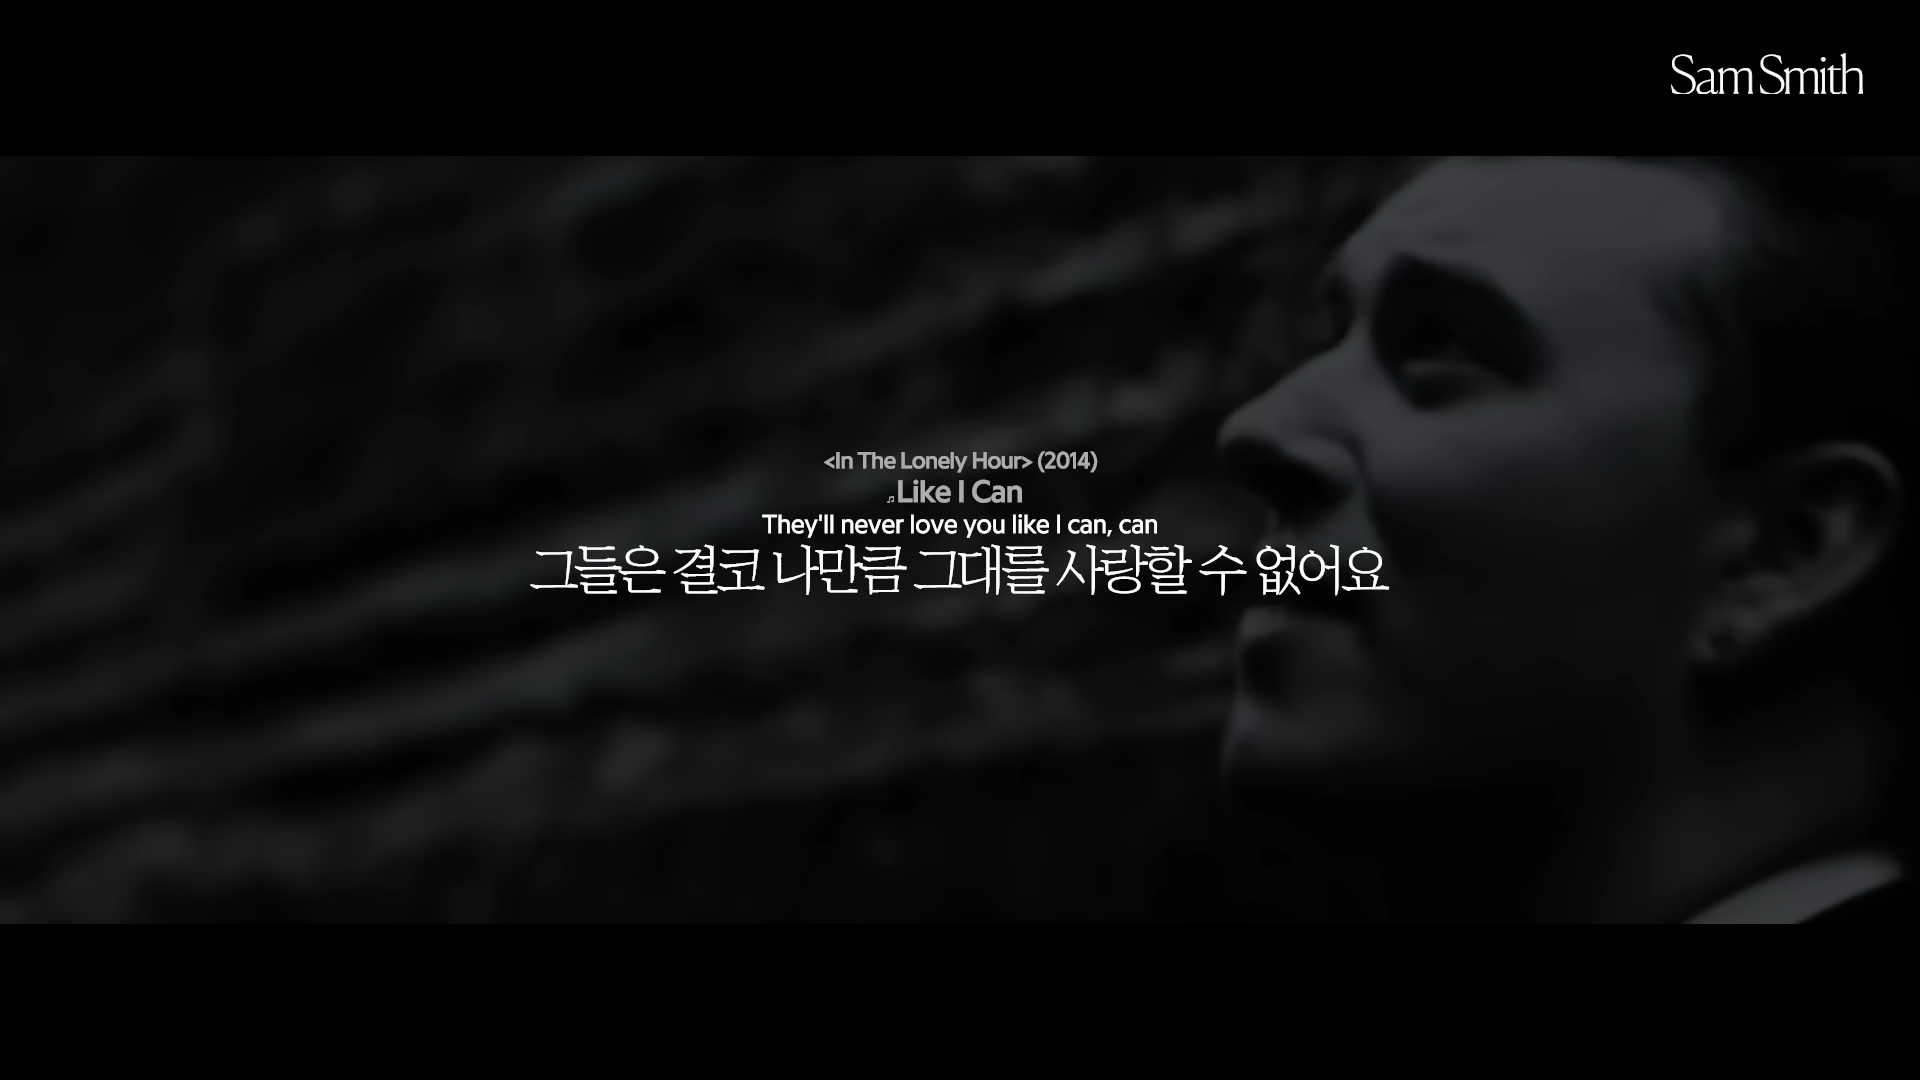 Sam Smith
<In The Lonely Hour> (2014)
♫Like I Can
They'll never love you like I can, can
그들은 결코 나만큼 그대를 사랑할 수 없어요